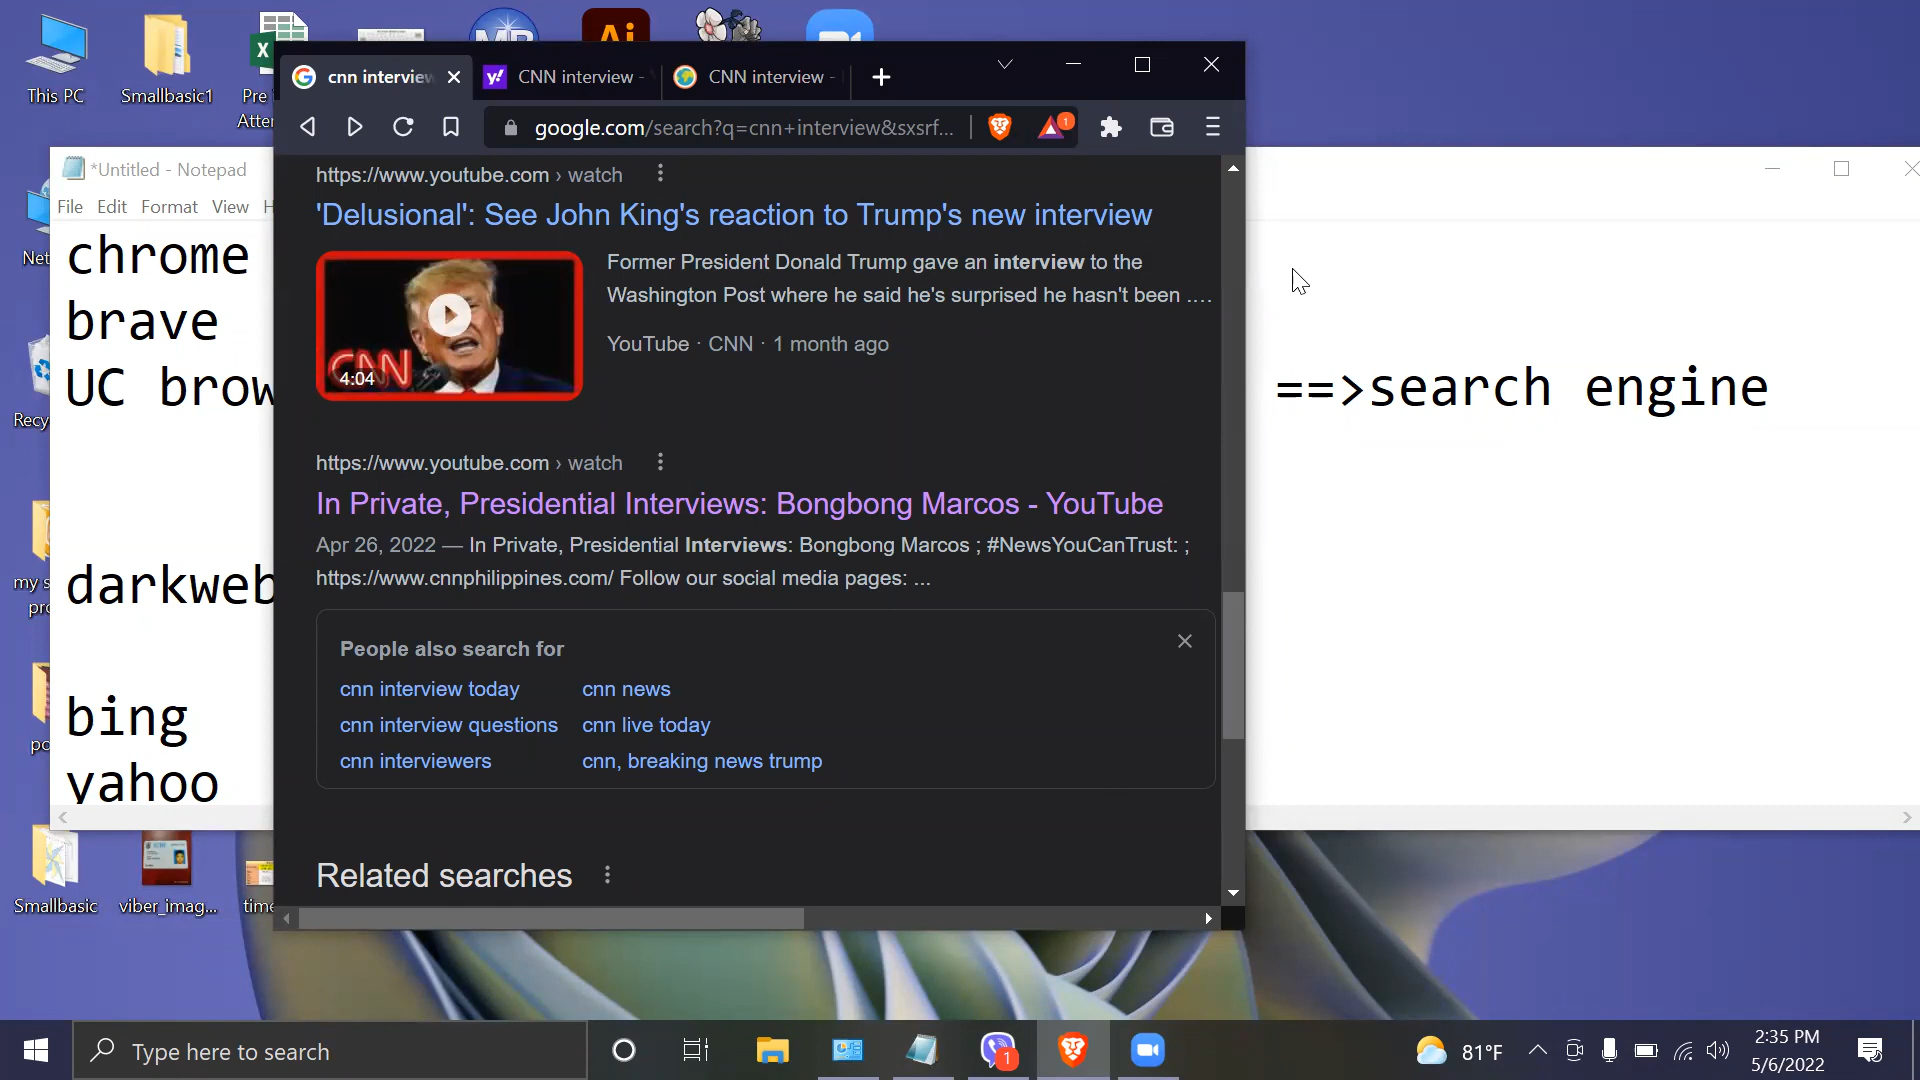 This PC
Smallbasic1
Pre
Atter
cnn interview
CNN interview -
CNN interview -
google.com/search?q=cnn+interview&sxsrf...
1
*Untitled - Notepad
File Edit Format View H
chrome
brave
UC brow
==>search engine
darkweb
bing
yahoo
Net
Recy
my s
pro
po
https://www.youtube.com › watch
'Delusional': See John King's reaction to Trump's new interview
CNN
4:04
Former President Donald Trump gave an interview to the
Washington Post where he said he's surprised he hasn't been ....
YouTube · CNN · 1 month ago
https://www.youtube.com › watch
In Private, Presidential Interviews: Bongbong Marcos - YouTube
Apr 26, 2022 — In Private, Presidential Interviews: Bongbong Marcos ; #NewsYouCanTrust: ;
https://www.cnnphilippines.com/ Follow our social media pages: ...
People also search for
cnn interview today
cnn news
cnn interview questions
cnn live today
cnn interviewers
cnn, breaking news trump
Related searches
Smallbasic
viber_imag...
time
Type here to search
1
81°F
2:35 PM
5/6/2022